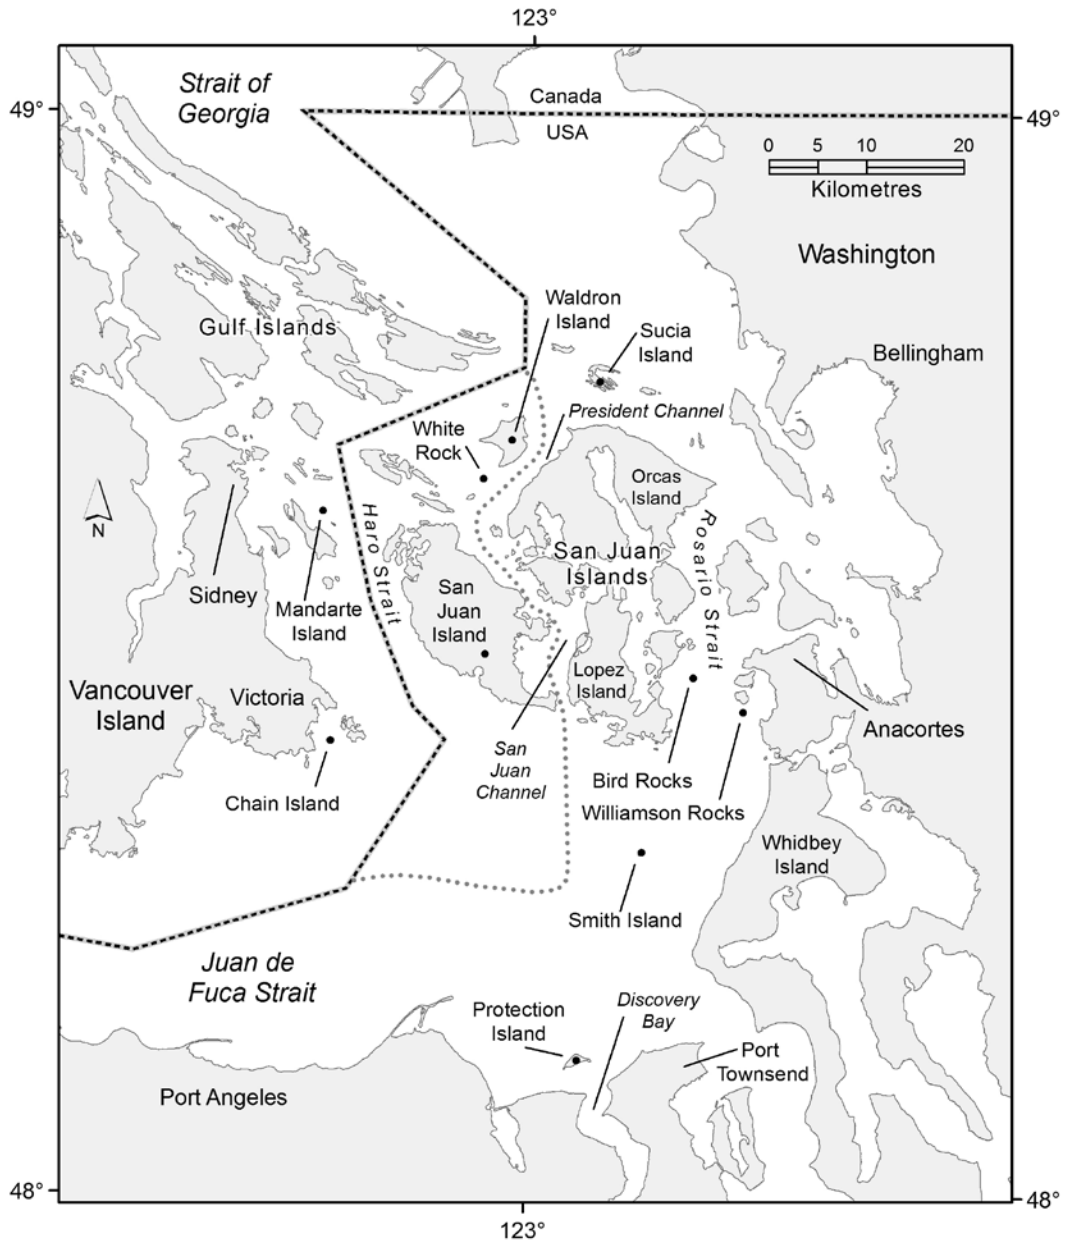 123°
Strait of
Georgia
49°
Canada
USA
49°
0 5 10 20
Kilometres
Washington
Waldron
Island
Sucia
Island
Gulf Islands
Bellingham
President Channel
White
Rock
Orcas
Island
N
Haro Strait
Rosario Strait
San Juan
Islands
Sidney
San
Juan
Island
Mandarte
Island
Lopez
Island
Vancouver
Island
Victoria
Anacortes
San
Juan
Channel
Bird Rocks
Chain Island
Williamson Rocks
Whidbey
Island
Smith Island
Juan de
Fuca Strait
Protection
Island
Discovery
Bay
Port
Townsend
Port Angeles
48°
48°
123°